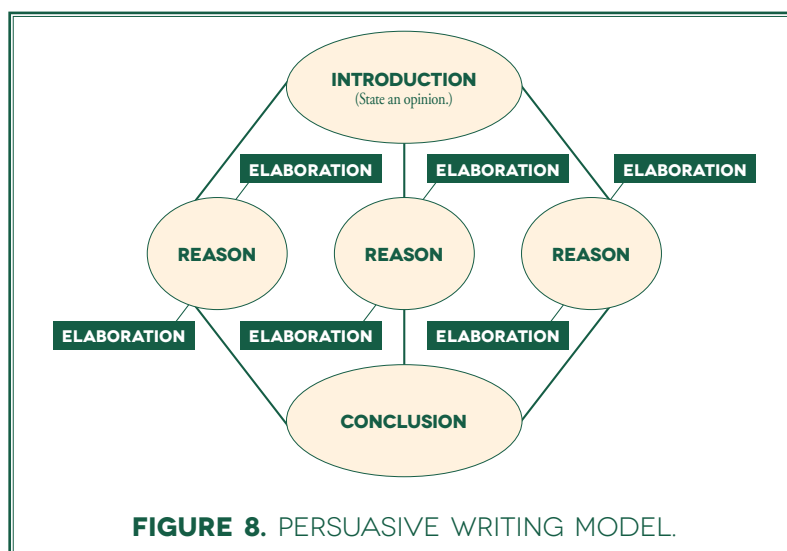 INTRODUCTION
(State an opinion.)
ELABORATION
ELABORATION
ELABORATION
REASON
REASON
REASON
ELABORATION
ELABORATION
ELABORATION
CONCLUSION
FIGURE 8. PERSUASIVE WRITING MODEL.